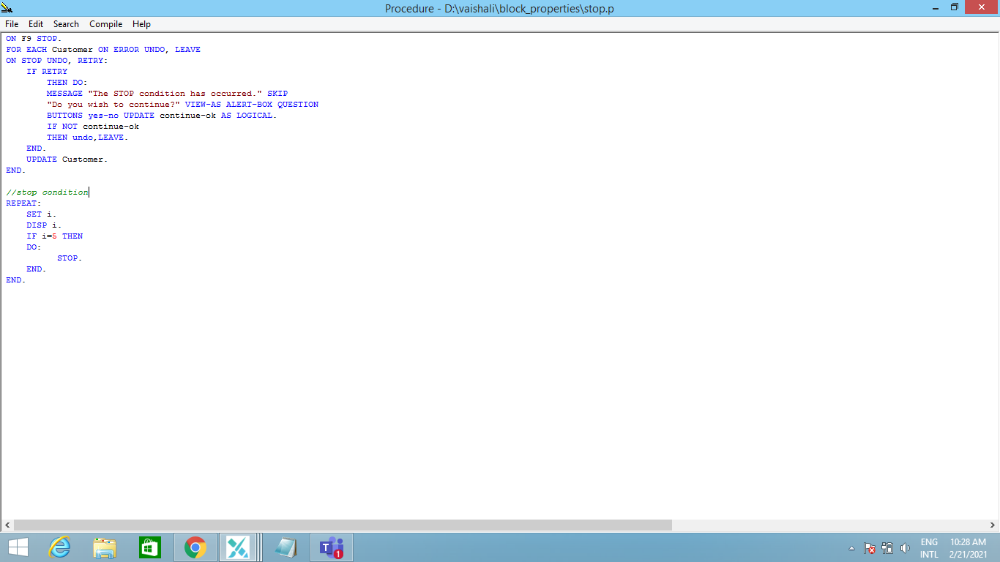 Procedure - D:\vaishali\block_properties\stop.p
File Edit Search Compile Help
ON F9 STOP.
FOR EACH Customer ON ERROR UNDO, LEAVE
ON STOP UNDO, RETRY:
    IF RETRY
        THEN DO:
        MESSAGE "The STOP condition has occurred." SKIP
        "Do you wish to continue?" VIEW-AS ALERT-BOX QUESTION
        BUTTONS yes-no UPDATE continue-ok AS LOGICAL.
        IF NOT continue-ok
        THEN undo,LEAVE.
    END.
    UPDATE Customer.
END.
//stop condition
REPEAT:
    SET i.
    DISP i.
    IF i=5 THEN
    DO:
          STOP.
    END.
END.
T 1
ENG 10:28 AM
INTL 2/21/2021